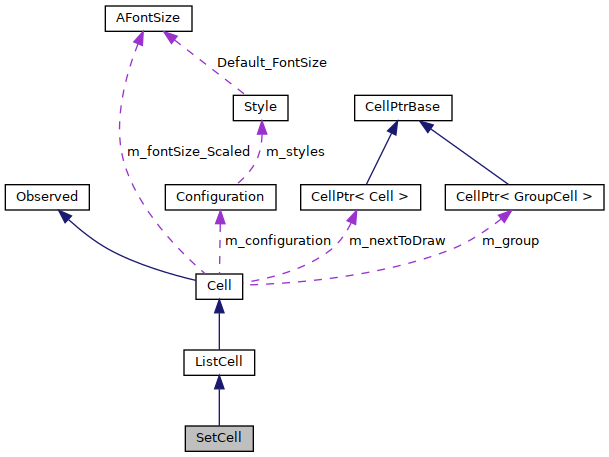 AFontSize
Default_FontSize
Style
CellPtrBase
m_fontSize_Scaled
m_styles
Observed
Configuration
CellPtr< Cell >
CellPtr< GroupCell >
m_configuration
m_nextToDraw
m_group
Cell
ListCell
SetCell